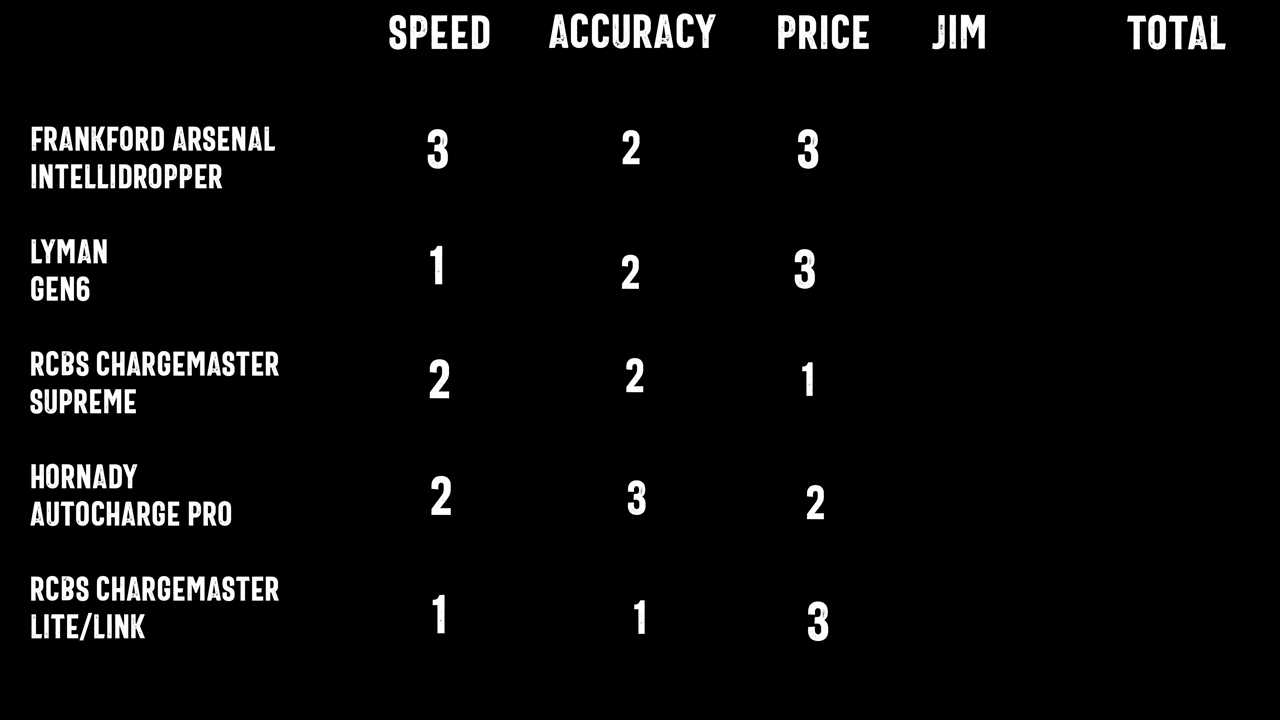 SPEED ACCURACY PRICE JIM TOTAL
FRANKFORD ARSENAL
INTELLIDROPPER 3 2 3
LYMAN
GEN6 1 2 3
RCBS CHARGEMASTER
SUPREME 2 2 1
HORNADY
AUTOCHARGE PRO 2 3 2
RCBS CHARGEMASTER
LITE/LINK 1 1 3